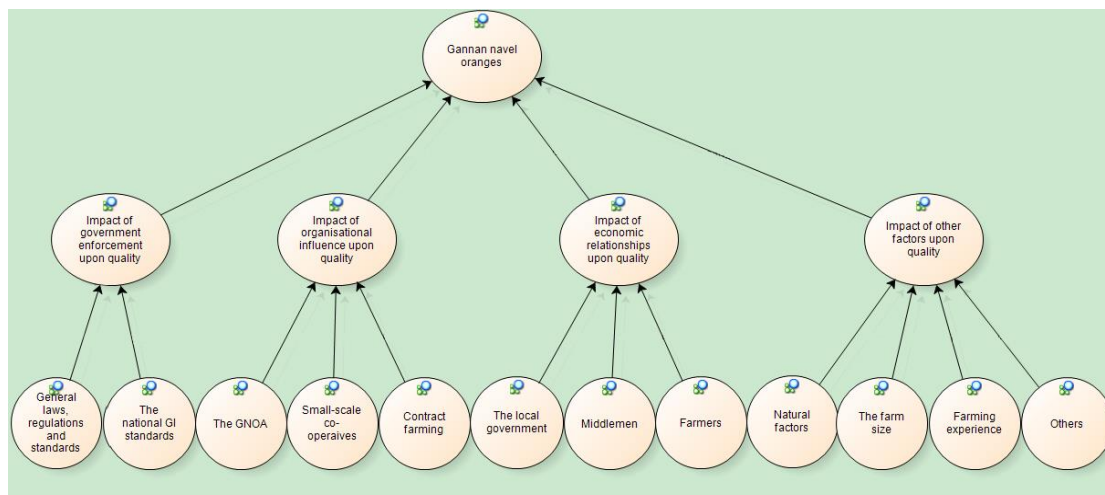 Gannan navel
oranges
Impact of
government
enforcement upon
quality
Impact of
organisational
influence upon
quality
Impact of
economic
relationships
upon quality
Impact of other
factors upon
quality
General
laws,
regulations
and
standards
The
national GI
standards
The GNOA
Small-scale
co-
operaives
Contract
farming
The local
government
Middlemen
Farmers
Natural
factors
The farm
size
Farming
experience
Others